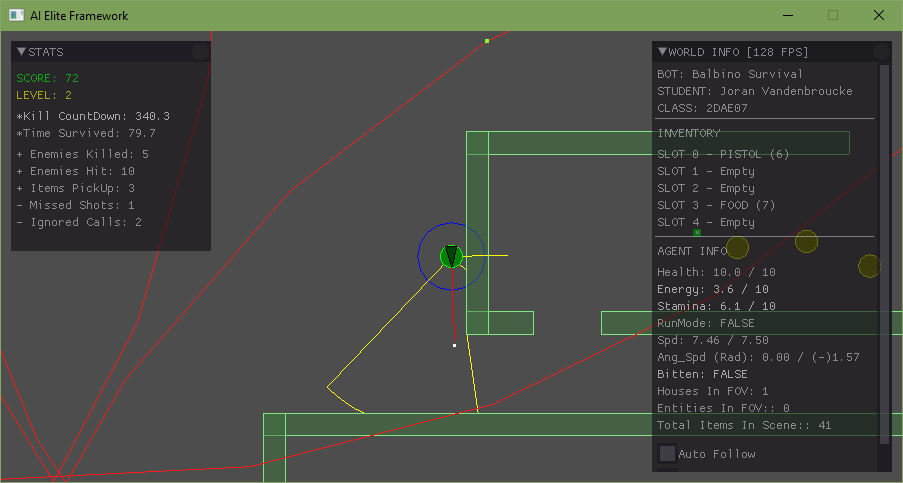 AI Elite Framework
STATS
SCORE: 72
LEVEL: 2
*Kill CountDown: 340.3
*Time Survived: 79.7
+ Enemies Killed: 5
+ Enemies Hit: 10
+ Items PickUp: 3
- Missed Shots: 1
- Ignored Calls: 2
WORLD INFO [128 FPS]
BOT: Balbino Survival
STUDENT: Joran Vandenbroucke
CLASS: 2DAE07
INVENTORY
SLOT 0 - PISTOL (6)
SLOT 1 - Empty
SLOT 2 - Empty
SLOT 3 - FOOD (7)
SLOT 4 - Empty
AGENT INFO
Health: 10.0 / 10
Energy: 3.6 / 10
Stamina: 6.1 / 10
RunMode: FALSE
Spd: 7.46 / 7.50
Ang_Spd (Rad): 0.00 / (-)1.57
Bitten: FALSE
Houses In FOV: 1
Entities In FOV:: 0
Total Items In Scene:: 41
Auto Follow